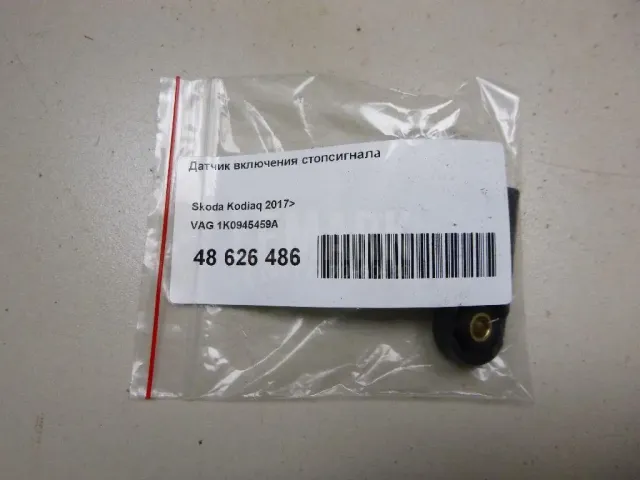 Датчик включения стопсигнала
Skoda Kodiaq 2017>
VAG 1K0945459A
48 626 486